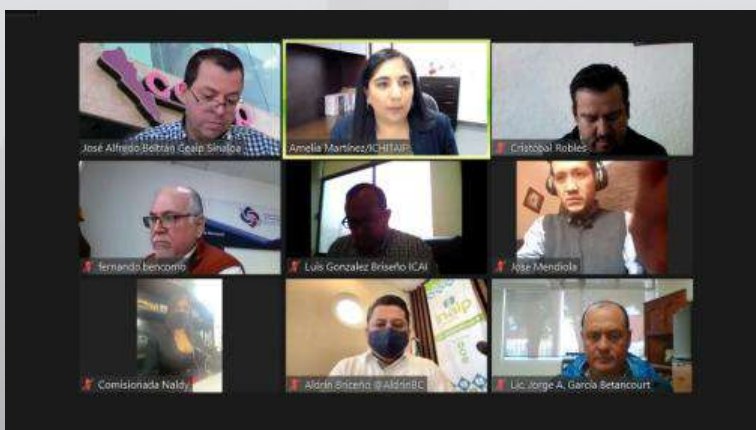 José Alfredo Beltrán Ceaip Sinaloa
Amelia Martínez/ICHITAIP
Cristobal Robles
fernando.bencomo
Luis Gonzalez Briseño ICAI
Jose Mendiola
Comisionada Naldy
inaip
Aldrin Briceño @AldrinBC
Lic. Jorge A. García Betancourt